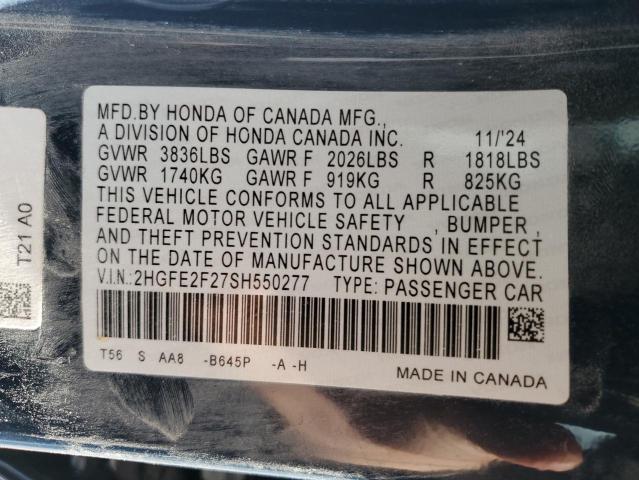 MFD.BY HONDA OF CANADA MFG.,
A DIVISION OF HONDA CANADA INC. 11/'24
GVWR 3836LBS GAWR F 2026LBS R 1818LBS
GVWR 1740KG GAWR F 919KG R 825KG
THIS VEHICLE CONFORMS TO ALL APPLICABLE
FEDERAL MOTOR VEHICLE SAFETY , BUMPER,
AND THEFT PREVENTION STANDARDS IN EFFECT
ON THE DATE OF MANUFACTURE SHOWN ABOVE.
V.I.N.:2HGFE2F27SH550277 TYPE: PASSENGER CAR
T56 S AA8 -B645P -A -H
MADE IN CANADA
T21 A0